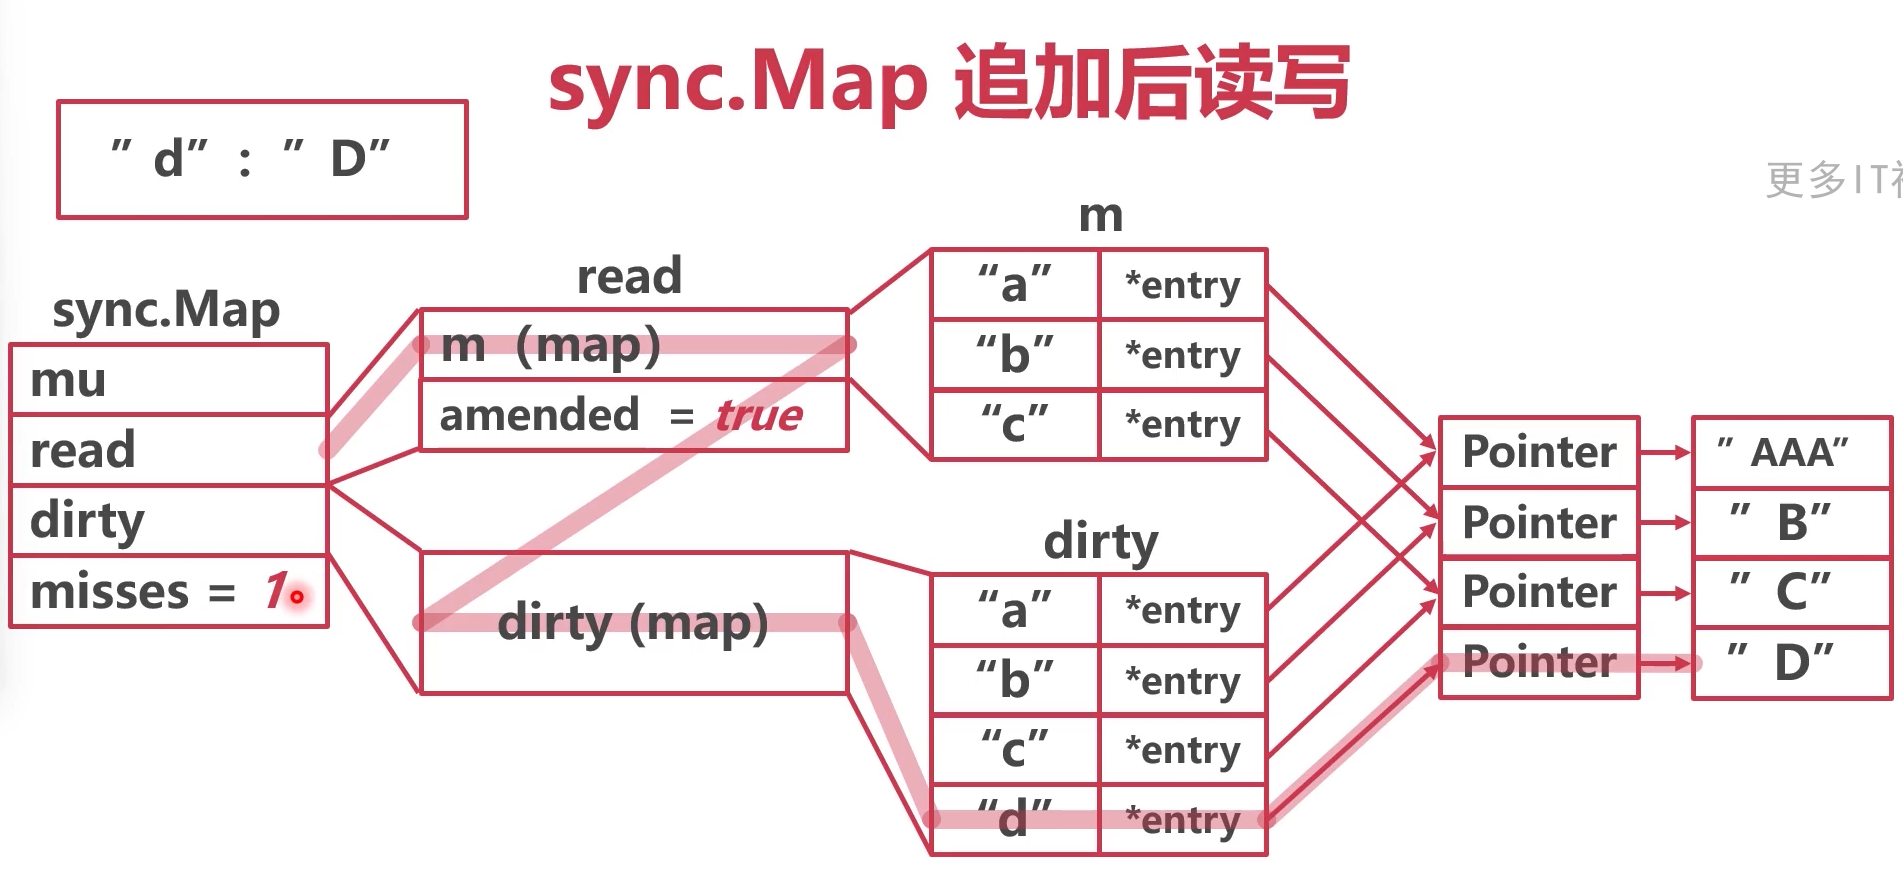 sync.Map 追加后读写
” d” : ” D”
更多IT
m
read
sync.Map
mu
read
dirty
misses = 1
m (map)
amended = true
dirty (map)
“a” *entry
“b” *entry
“c” *entry
dirty
“a” *entry
“b” *entry
“c” *entry
“d” *entry
Pointer ” AAA”
Pointer ” B”
Pointer ” C”
Pointer ” D”